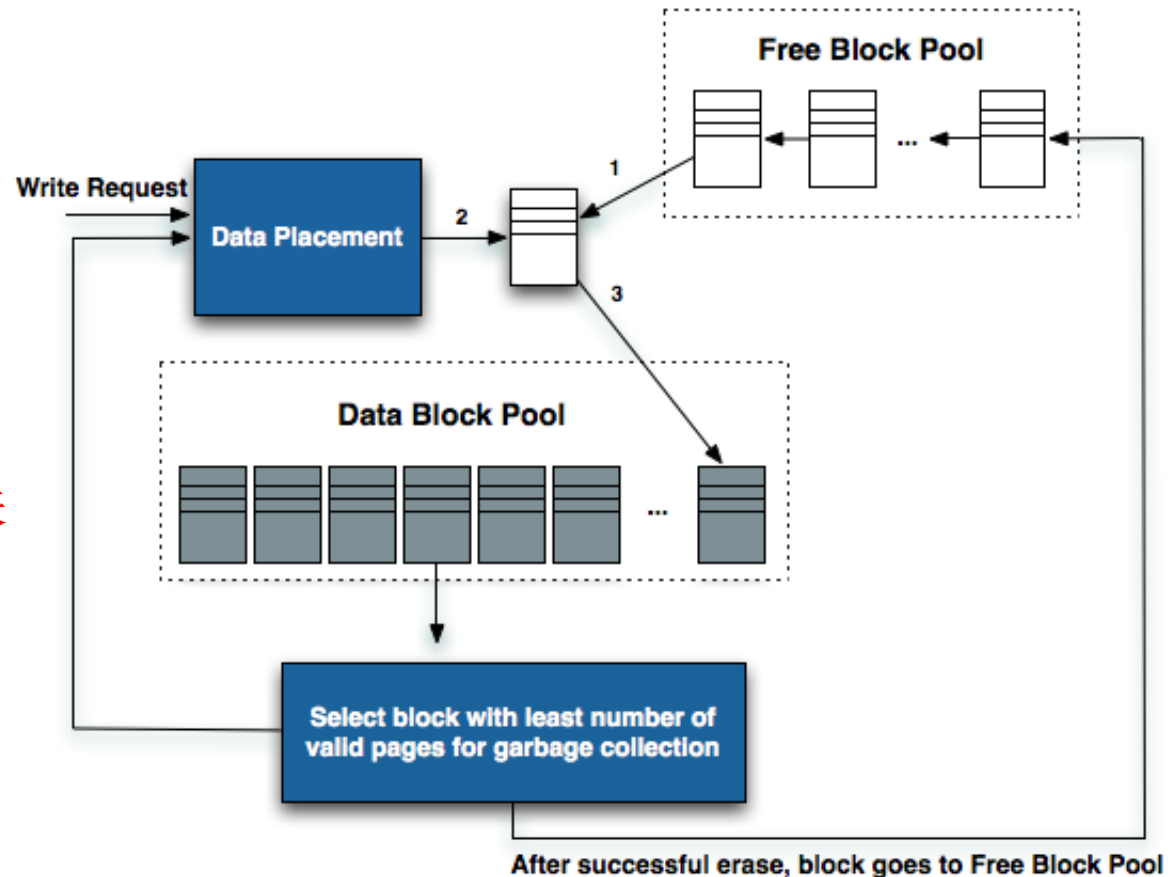 Free Block Pool
...
1
Write Request
Data Placement
2
3
Data Block Pool
...
Select block with least number of
valid pages for garbage collection
After successful erase, block goes to Free Block Pool